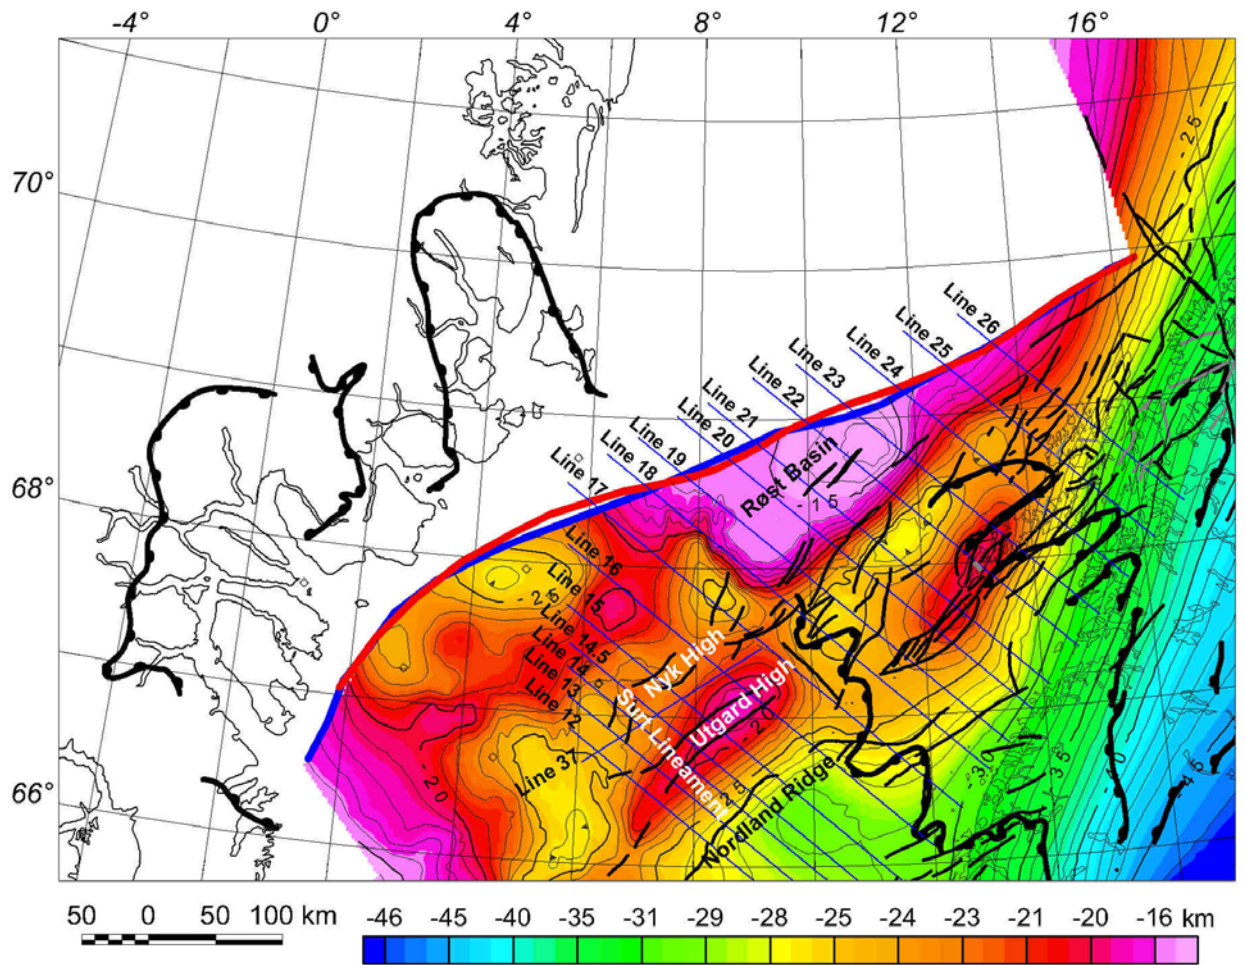 -4° 0° 4° 8° 12° 16°
70°
68°
66°
Line 26
Line 25
Line 24
Line 23
Line 22
Line 21
Line 20
Line 19
Line 18
Line 17
Line 16
Line 15
Line 14.5
Line 14
Line 13
Line 12
Line 37
Røst Basin
Nyk High
Utgard High
Surt Lineament
Nordland Ridge
-25
-15
-25
-20
-20
-25
-30
-35
50 0 50 100 km
-46 -45 -40 -35 -31 -29 -28 -25 -24 -23 -21 -20 -16 km